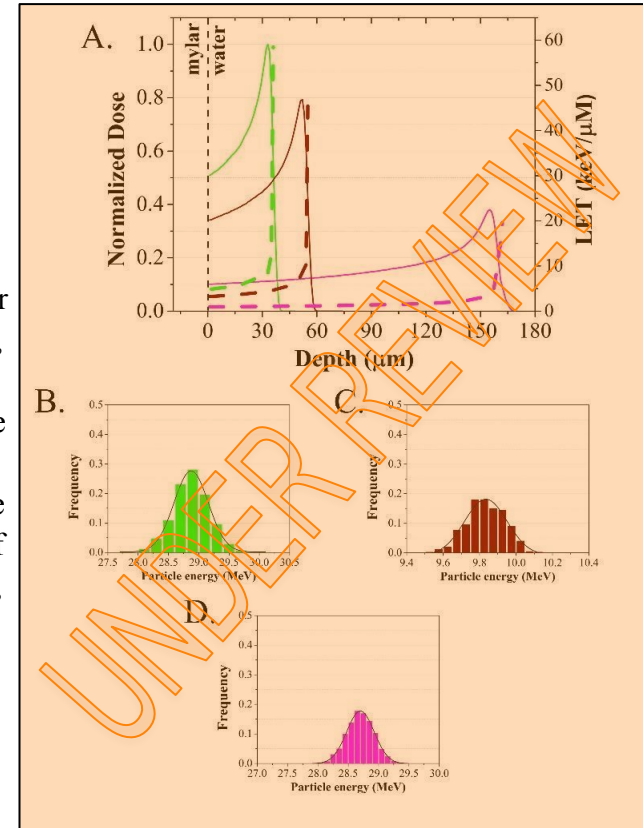 r
,
e
e
f
,
A.
mylar
water
Normalized Dose
1.0
0.8
0.6
0.4
0.2
0.0
LET (keV/μM)
60
50
40
30
20
10
0
0 30 60 90 120 150 180
Depth (μm)
B.
Frequency
0.5
0.4
0.3
0.2
0.1
0.0
27.5 28.0 28.5 29.0 29.5 30.0 30.5
Particle energy (MeV)
C.
Frequency
0.5
0.4
0.3
0.2
0.1
0.0
9.4 9.6 9.8 10.0 10.2 10.4
Particle energy (MeV)
D.
Frequency
0.5
0.4
0.3
0.2
0.1
0.0
27.0 27.5 28.0 28.5 29.0 29.5 30.0
Particle energy (MeV)
UNDER REVIEW